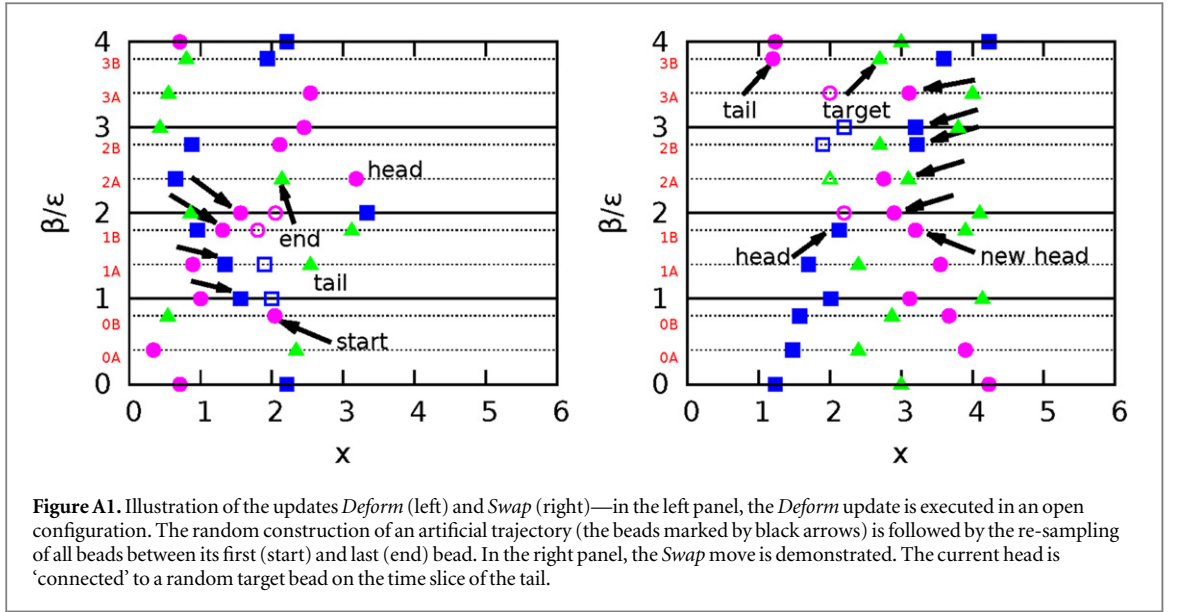 4
3B
3A
3
2B
2A
2
1B
1A
1
0B
0A
0
β/ε
head
end
tail
start
0 1 2 3 4 5 6
x
4
3B
3A
3
2B
2A
2
1B
1A
1
0B
0A
0
β/ε
tail
target
head
new head
0 1 2 3 4 5 6
x
Figure A1. Illustration of the updates Deform (left) and Swap (right)—in the left panel, the Deform update is executed in an open
configuration. The random construction of an artificial trajectory (the beads marked by black arrows) is followed by the re-sampling
of all beads between its first (start) and last (end) bead. In the right panel, the Swap move is demonstrated. The current head is
‘connected’ to a random target bead on the time slice of the tail.